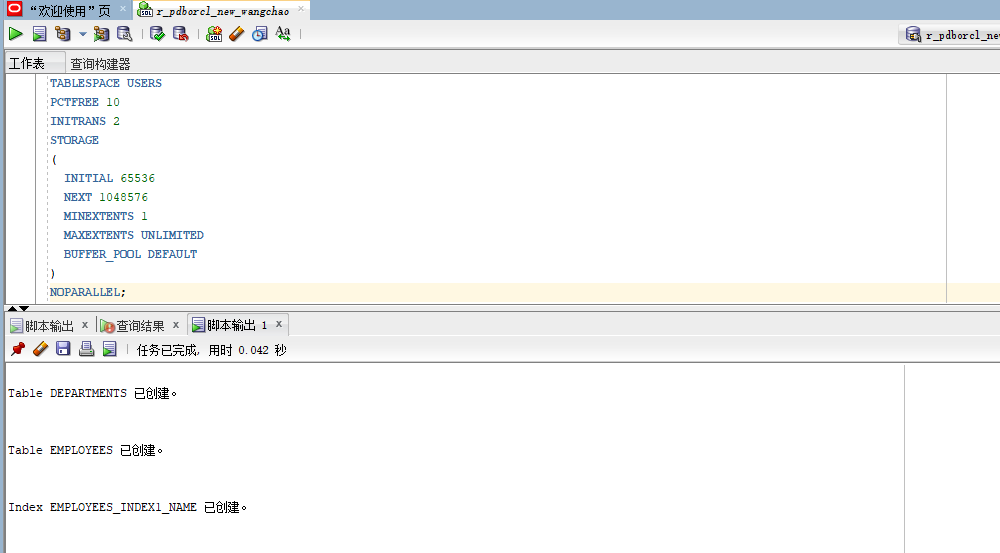 “欢迎使用”页
r_pdborcl_new_wangchao
r_pdborcl_new
工作表 查询构建器
TABLESPACE USERS
PCTFREE 10
INITRANS 2
STORAGE
(
INITIAL 65536
NEXT 1048576
MINEXTENTS 1
MAXEXTENTS UNLIMITED
BUFFER_POOL DEFAULT
)
NOPARALLEL;
脚本输出 x 查询结果 x 脚本输出 1 x
任务已完成, 用时 0.042 秒
Table DEPARTMENTS 已创建。
Table EMPLOYEES 已创建。
Index EMPLOYEES_INDEX1_NAME 已创建。